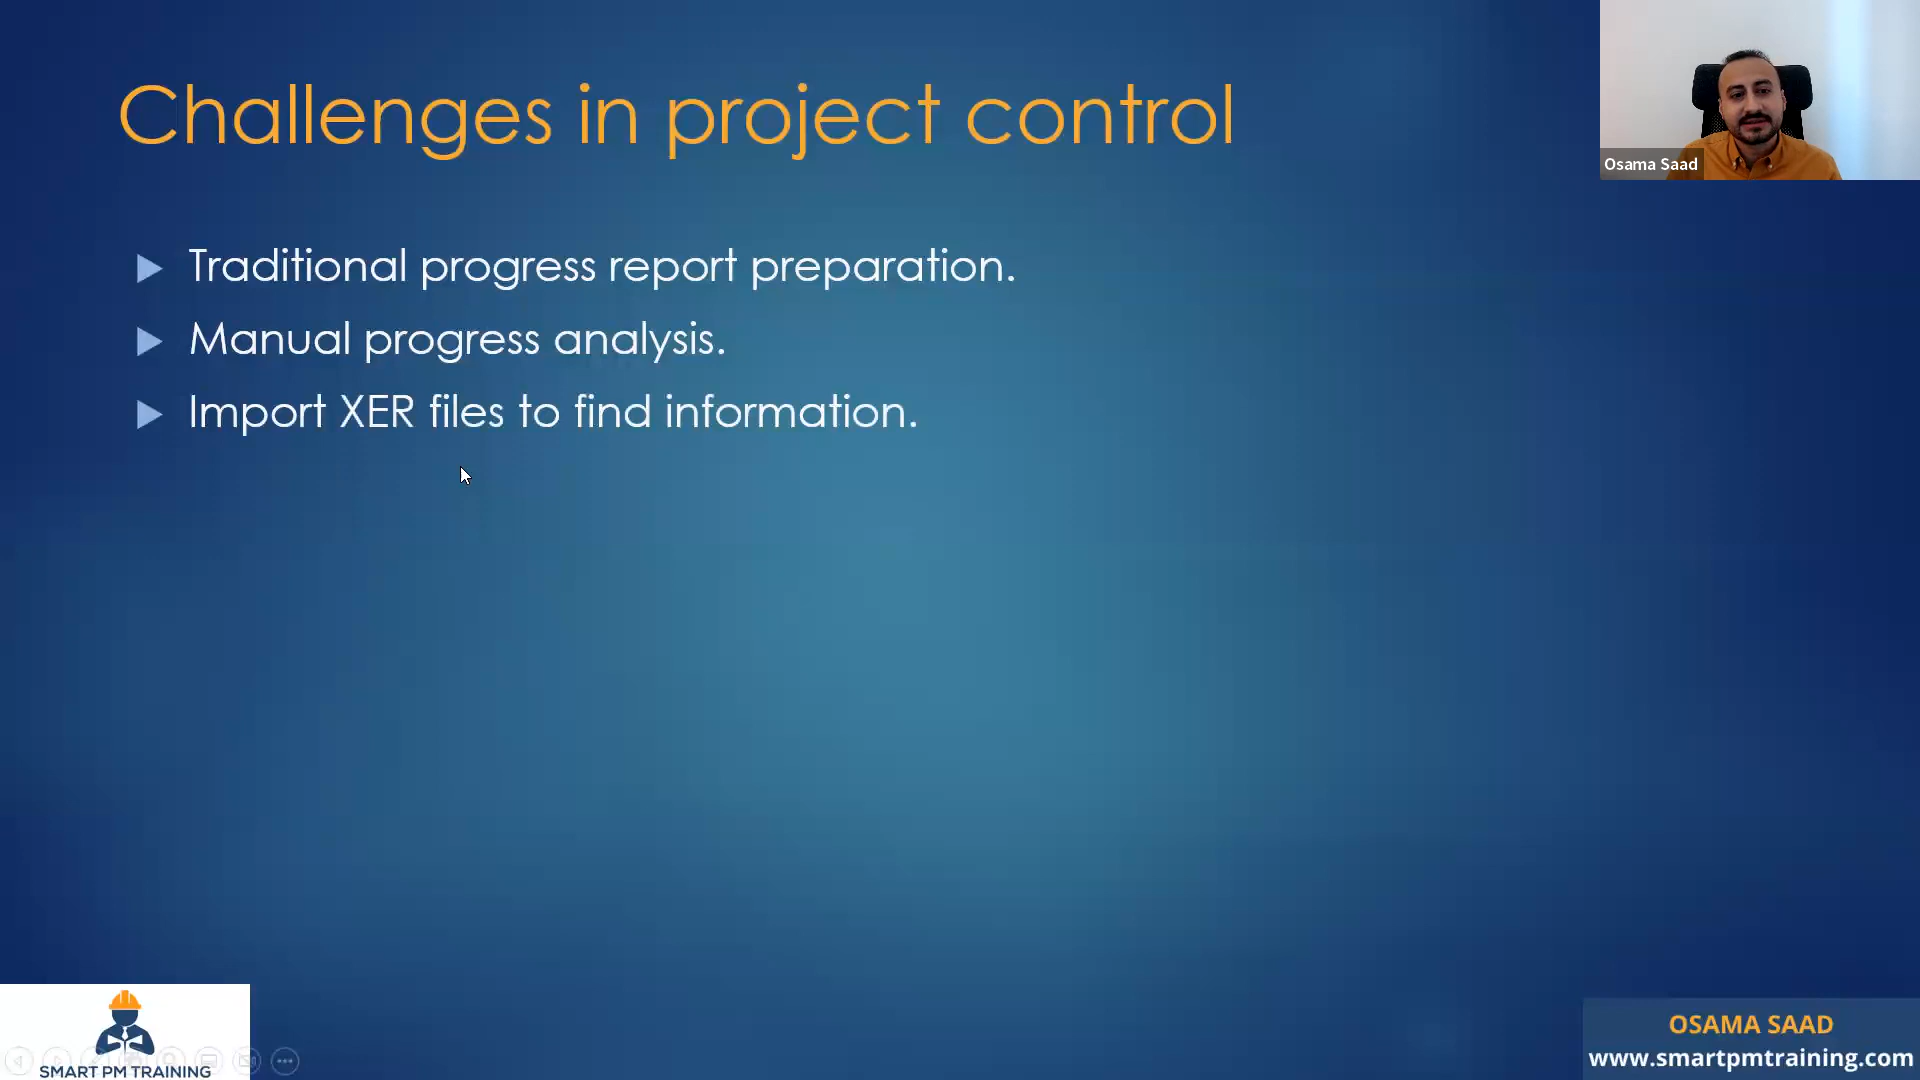 Challenges in project control
Osama Saad
Traditional progress report preparation.
Manual progress analysis.
Import XER files to find information.
SMART PM TRAINING
OSAMA SAAD
www.smartpmtraining.com